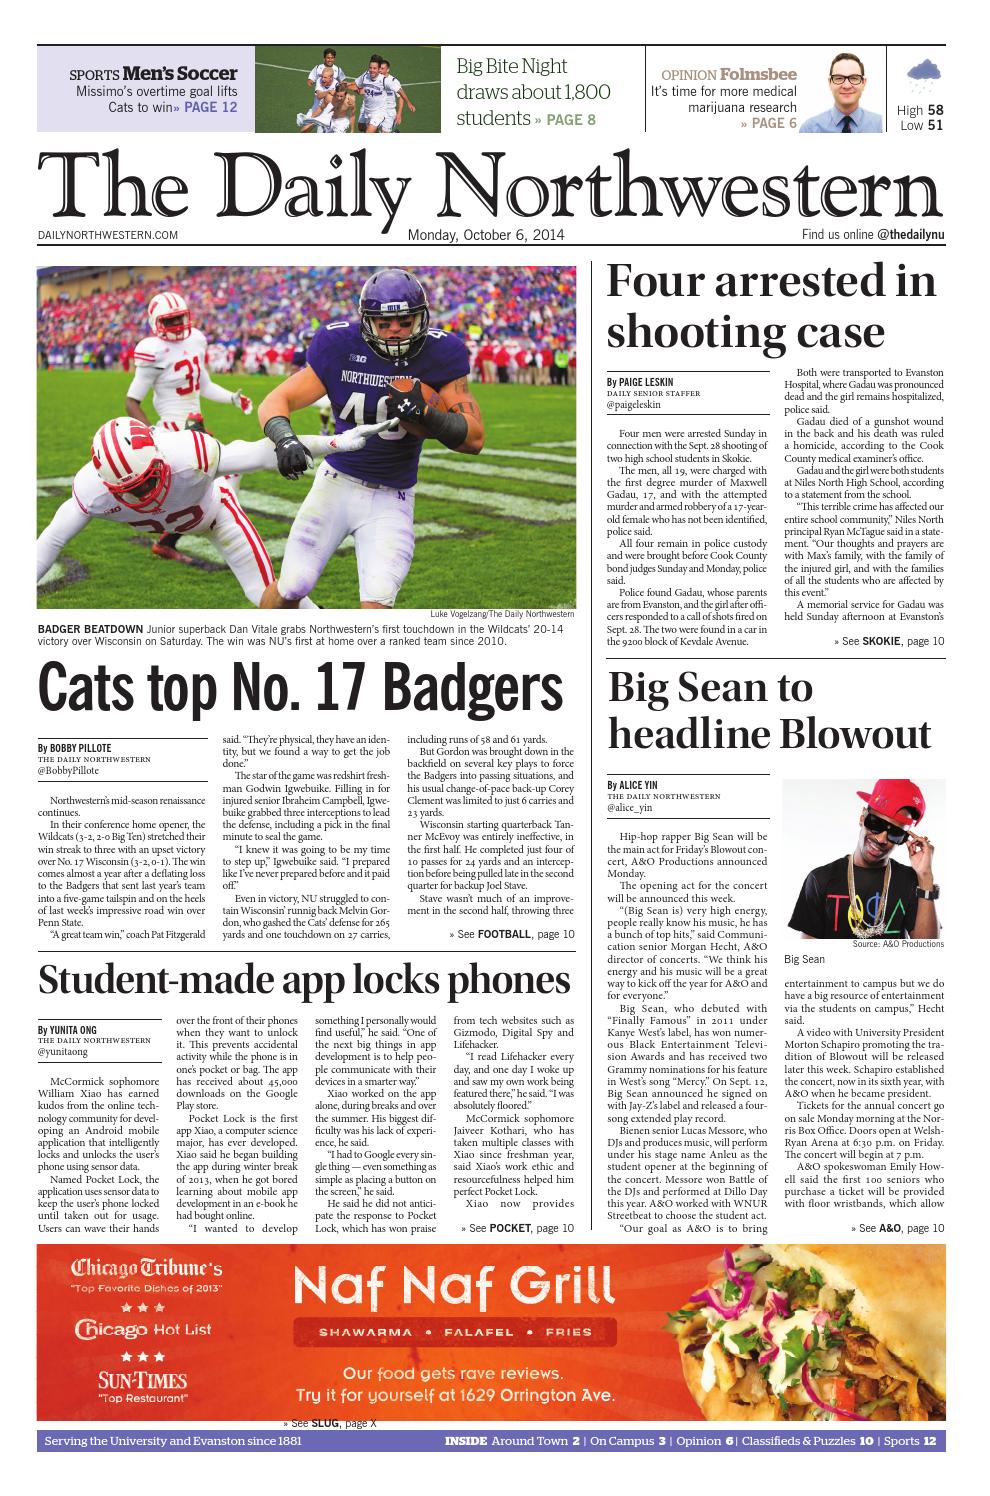 SPORTS Men's Soccer
Missimo's overtime goal lifts
Cats to win» PAGE 12
Big Bite Night
draws about 1,800
students » PAGE 8
OPINION Folmsbee
It's time for more medical
marijuana research
» PAGE 6
High 58
Low 51
The Daily Northwestern
DAILYNORTHWESTERN.COM
Monday, October 6, 2014
Find us online @thedailynu
31
B1G
NORTHWESTERN
40
Luke Vogelzang/The Daily Northwestern
BADGER BEATDOWN Junior superback Dan Vitale grabs Northwestern's first touchdown in the Wildcats' 20-14
victory over Wisconsin on Saturday. The win was NU's first at home over a ranked team since 2010.
Cats top No. 17 Badgers
By BOBBY PILLOTE
THE DAILY NORTHWESTERN
@BobbyPillote
Northwestern's mid-season renaissance
continues.
In their conference home opener, the
Wildcats (3-2, 2-0 Big Ten) stretched their
win streak to three with an upset victory
over No. 17 Wisconsin (3-2, 0-1). The win
comes almost a year after a deflating loss
to the Badgers that sent last year's team
into a five-game tailspin and on the heels
of last week's impressive road win over
Penn State.
"A great team win," coach Pat Fitzgerald
said. "They're physical, they have an iden-
tity, but we found a way to get the job
done."
The star of the game was redshirt fresh-
man Godwin Igwebuike. Filling in for
injured senior Ibraheim Campbell, Igwe-
buike grabbed three interceptions to lead
the defense, including a pick in the final
minute to seal the game.
"I knew it was going to be my time
to step up," Igwebuike said. "I prepared
like I've never prepared before and it paid
off."
Even in victory, NU struggled to con-
tain Wisconsin' runnig back Melvin Gor-
don, who gashed the Cats' defense for 265
yards and one touchdown on 27 carries,
including runs of 58 and 61 yards.
But Gordon was brought down in the
backfield on several key plays to force
the Badgers into passing situations, and
his usual change-of-pace back-up Corey
Clement was limited to just 6 carries and
23 yards.
Wisconsin starting quarterback Tan-
ner McEvoy was entirely ineffective, in
the first half. He completed just four of
10 passes for 24 yards and an intercep-
tion before being pulled late in the second
quarter for backup Joel Stave.
Stave wasn't much of an improve-
ment in the second half, throwing three
» See FOOTBALL, page 10
Four arrested in
shooting case
By PAIGE LESKIN
DAILY SENIOR STAFFER
@paigeleskin
Four men were arrested Sunday in
connection with the Sept. 28 shooting of
two high school students in Skokie.
The men, all 19, were charged with
the first degree murder of Maxwell
Gadau, 17, and with the attempted
murder and armed robbery of a 17-year-
old female who has not been identified,
police said.
All four remain in police custody
and were brought before Cook County
bond judges Sunday and Monday, police
said.
Police found Gadau, whose parents
are from Evanston, and the girl after offi-
cers responded to a call of shots fired on
Sept. 28. The two were found in a car in
the 9200 block of Kevdale Avenue.
Both were transported to Evanston
Hospital, where Gadau was pronounced
dead and the girl remains hospitalized,
police said.
Gadau died of a gunshot wound
in the back and his death was ruled
a homicide, according to the Cook
County medical examiner's office.
Gadau and the girl were both students
at Niles North High School, according
to a statement from the school.
"This terrible crime has affected our
entire school community," Niles North
principal Ryan McTague said in a state-
ment. "Our thoughts and prayers are
with Max's family, with the family of
the injured girl, and with the families
of all the students who are affected by
this event."
A memorial service for Gadau was
held Sunday afternoon at Evanston's
» See SKOKIE, page 10
Big Sean to
headline Blowout
By ALICE YIN
THE DAILY NORTHWESTERN
@alice_yin
Hip-hop rapper Big Sean will be
the main act for Friday's Blowout con-
cert, A&O Productions announced
Monday.
The opening act for the concert
will be announced this week.
"(Big Sean is) very high energy,
people really know his music, he has
a bunch of top hits," said Communi-
cation senior Morgan Hecht, A&O
director of concerts. "We think his
energy and his music will be a great
way to kick off the year for A&O and
for everyone."
Big Sean, who debuted with
"Finally Famous" in 2011 under
Kanye West's label, has won numer-
ous Black Entertainment Televi-
sion Awards and has received two
Grammy nominations for his feature
in West's song "Mercy." On Sept. 12,
Big Sean announced he signed on
with Jay-Z's label and released a four-
song extended play record.
Bienen senior Lucas Messore, who
DJs and produces music, will perform
under his stage name Anleu as the
student opener at the beginning of
the concert. Messore won Battle of
the DJs and performed at Dillo Day
this year. A&O worked with WNUR
Streetbeat to choose the student act.
"Our goal as A&O is to bring
Source: A&O Productions
Big Sean
entertainment to campus but we do
have a big resource of entertainment
via the students on campus," Hecht
said.
A video with University President
Morton Schapiro promoting the tra-
dition of Blowout will be released
later this week. Schapiro established
the concert, now in its sixth year, with
A&O when he became president.
Tickets for the annual concert go
on sale Monday morning at the Nor-
ris Box Office. Doors open at Welsh-
Ryan Arena at 6:30 p.m. on Friday.
The concert will begin at 7 p.m.
A&O spokeswoman Emily How-
ell said the first 100 seniors who
purchase a ticket will be provided
with floor wristbands, which allow
» See A&O, page 10
Student-made app locks phones
By YUNITA ONG
THE DAILY NORTHWESTERN
@yunitaong
McCormick sophomore
William Xiao has earned
kudos from the online tech-
nology community for devel-
oping an Android mobile
application that intelligently
locks and unlocks the user's
phone using sensor data.
Named Pocket Lock, the
application uses sensor data to
keep the user's phone locked
until taken out for usage.
Users can wave their hands
over the front of their phones
when they want to unlock
it. This prevents accidental
activity while the phone is in
one's pocket or bag. The app
has received about 45,000
downloads on the Google
Play store.
Pocket Lock is the first
app Xiao, a computer science
major, has ever developed.
Xiao said he began building
the app during winter break
of 2013, when he got bored
learning about mobile app
development in an e-book he
had bought online.
"I wanted to develop
something I personally would
find useful," he said. "One of
the next big things in app
development is to help peo-
ple communicate with their
devices in a smarter way."
Xiao worked on the app
alone, during breaks and over
the summer. His biggest dif-
ficulty was his lack of experi-
ence, he said.
"I had to Google every sin-
gle thing — even something as
simple as placing a button on
the screen," he said.
He said he did not antici-
pate the response to Pocket
Lock, which has won praise
from tech websites such as
Gizmodo, Digital Spy and
Lifehacker.
"I read Lifehacker every
day, and one day I woke up
and saw my own work being
featured there," he said. "I was
absolutely floored."
McCormick sophomore
Jaiveer Kothari, who has
taken multiple classes with
Xiao since freshman year,
said Xiao's work ethic and
resourcefulness helped him
perfect Pocket Lock.
Xiao now provides
» See POCKET, page 10
Chicago Tribune's
"Top Favorite Dishes of 2013"
Chicago Hot List
SUN-TIMES
"Top Restaurant"
Naf Naf Grill
SHAWARMA • FALAFEL • FRIES
Our food gets rave reviews.
Try it for yourself at 1629 Orrington Ave.
» See SLUG, page X
Serving the University and Evanston since 1881
INSIDE Around Town 2 | On Campus 3 | Opinion 6 | Classifieds & Puzzles 10 | Sports 12